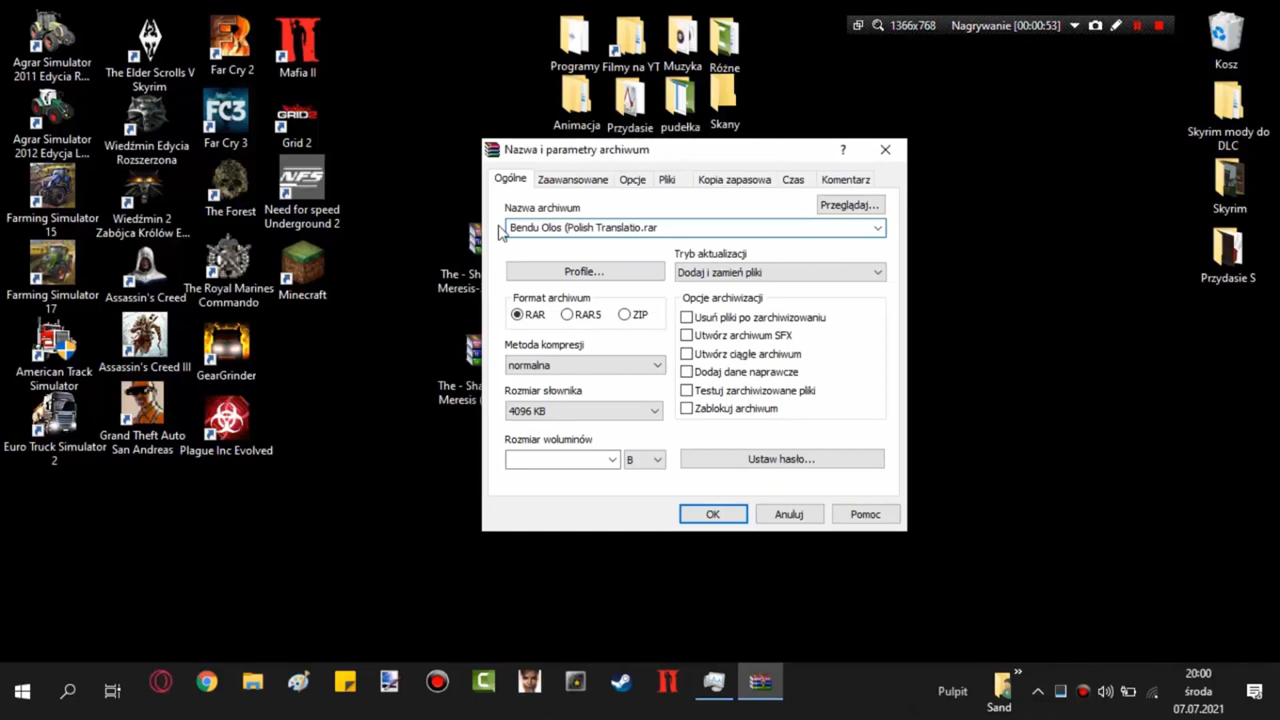 Agrar Simulator
2011 Edycja R...
The Elder Scrolls V
Skyrim
Far Cry 2
Mafia II
Agrar Simulator
2012 Edycja L...
Wiedźmin Edycja
Rozszerzona
FC3
Far Cry 3
GRID2
Grid 2
Farming Simulator
15
Wiedźmin 2
Zabójca Królów E...
The Forest
NFS
Need for speed
Underground 2
Farming Simulator
17
Assassin's Creed
The Royal Marines
Commando
Minecraft
American Track
Simulator
Assassin's Creed III
GearGrinder
Euro Truck Simulator
2
Grand Theft Auto
San Andreas
Plague Inc Evolved
Programy
Filmy na YT
Muzyka
Różne
Animacja
Przydasie
pudełka
Skany
1366x768
Nagrywanie [00:00:53]
Kosz
Skyrim mody do
DLC
Skyrim
Przydasie S
The - Sh
Meresis-
The - Sha
Meresis (
Nazwa i parametry archiwum
?
Ogólne
Zaawansowane
Opcje
Pliki
Kopia zapasowa
Czas
Komentarz
Nazwa archiwum
Przeglądaj...
Bendu Olos (Polish Translatio.rar
Tryb aktualizacji
Profile...
Dodaj i zamień pliki
Format archiwum
RAR
RAR5
ZIP
Opcje archiwizacji
Usuń pliki po zarchiwizowaniu
Utwórz archiwum SFX
Utwórz ciągłe archiwum
Dodaj dane naprawcze
Testuj zarchiwizowane pliki
Zablokuj archiwum
Metoda kompresji
normalna
Rozmiar słownika
4096 KB
Rozmiar woluminów
B
Ustaw hasło...
OK
Anuluj
Pomoc
Pulpit
Sand
20:00
środa
07.07.2021